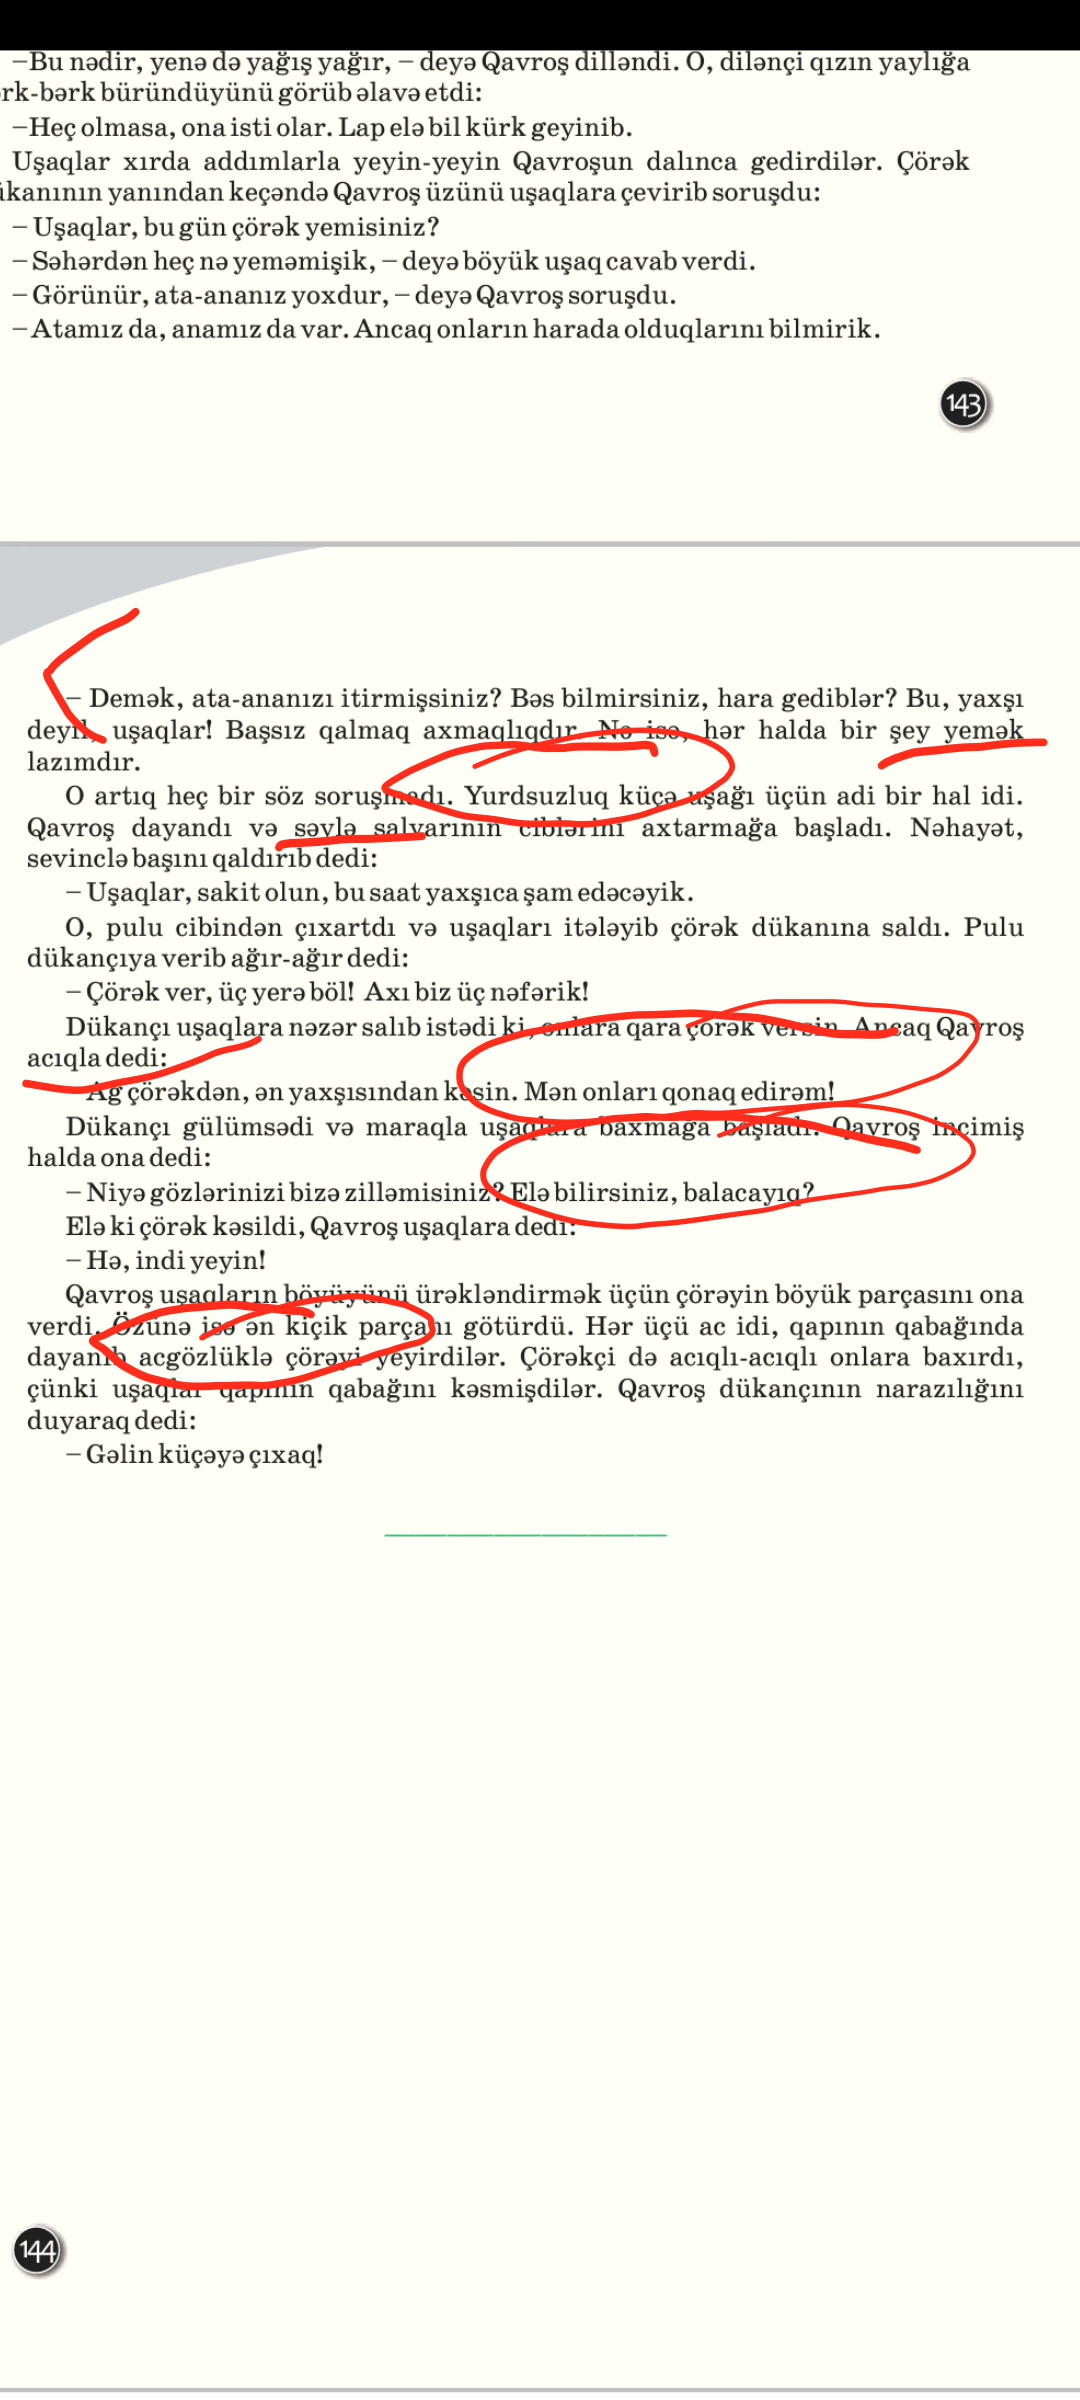 –Bu nədir, yenə də yağış yağır, – deyə Qavroş dilləndi. O, dilənçi qızın yaylığa
rk-bərk büründüyünü görüb əlavə etdi:
–Heç olmasa, ona isti olar. Lap elə bil kürk geyinib.
Uşaqlar xırda addımlarla yeyin-yeyin Qavroşun dalınca gedirdilər. Çörək
ikanının yanından keçəndə Qavroş üzünü uşaqlara çevirib soruşdu:
– Uşaqlar, bu gün çörək yemisiniz?
– Səhərdən heç nə yeməmişik, – deyə böyük uşaq cavab verdi.
– Görünür, ata-ananız yoxdur, – deyə Qavroş soruşdu.
– Atamız da, anamız da var. Ancaq onların harada olduqlarını bilmirik.
143
– Demək, ata-ananızı itirmişsiniz? Bəs bilmirsiniz, hara gediblər? Bu, yaxşı
deyil, uşaqlar! Başsız qalmaq axmaqlıqdır. Nə isə, hər halda bir şey yemək
lazımdır.
O artıq heç bir söz soruşmadı. Yurdsuzluq küçə uşağı üçün adi bir hal idi.
Qavroş dayandı və səylə şalvarının ciblərini axtarmağa başladı. Nəhayət,
sevinclə başını qaldırıb dedi:
– Uşaqlar, sakit olun, bu saat yaxşıca şam edəcəyik.
O, pulu cibindən çıxartdı və uşaqları itələyib çörək dükanına saldı. Pulu
dükançıya verib ağır-ağır dedi:
– Çörək ver, üç yerə böl! Axı biz üç nəfərik!
Dükançı uşaqlara nəzər salıb istədi ki, onlara qara çörək versin. Ancaq Qavroş
acıqla dedi:
– Ağ çörəkdən, ən yaxşısından kəsin. Mən onları qonaq edirəm!
Dükançı gülümsədi və maraqla uşaqlara baxmağa başladı. Qavroş incimiş
halda ona dedi:
– Niyə gözlərinizi bizə zilləmisiniz? Elə bilirsiniz, balacayıq?
Elə ki çörək kəsildi, Qavroş uşaqlara dedi:
– Hə, indi yeyin!
Qavroş uşaqların böyüyünü ürəkləndirmək üçün çörəyin böyük parçasını ona
verdi. Özünə isə ən kiçik parçanı götürdü. Hər üçü ac idi, qapının qabağında
dayanıb acgözlüklə çörəyi yeyirdilər. Çörəkçi də acıqlı-acıqlı onlara baxırdı,
çünki uşaqlar qapının qabağını kəsmişdilər. Qavroş dükançının narazılığını
duyaraq dedi:
– Gəlin küçəyə çıxaq!
144